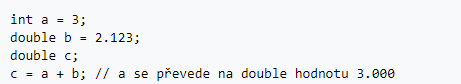 int a = 3;
double b = 2.123;
double c;
c = a + b; // a se převede na double hodnotu 3.000